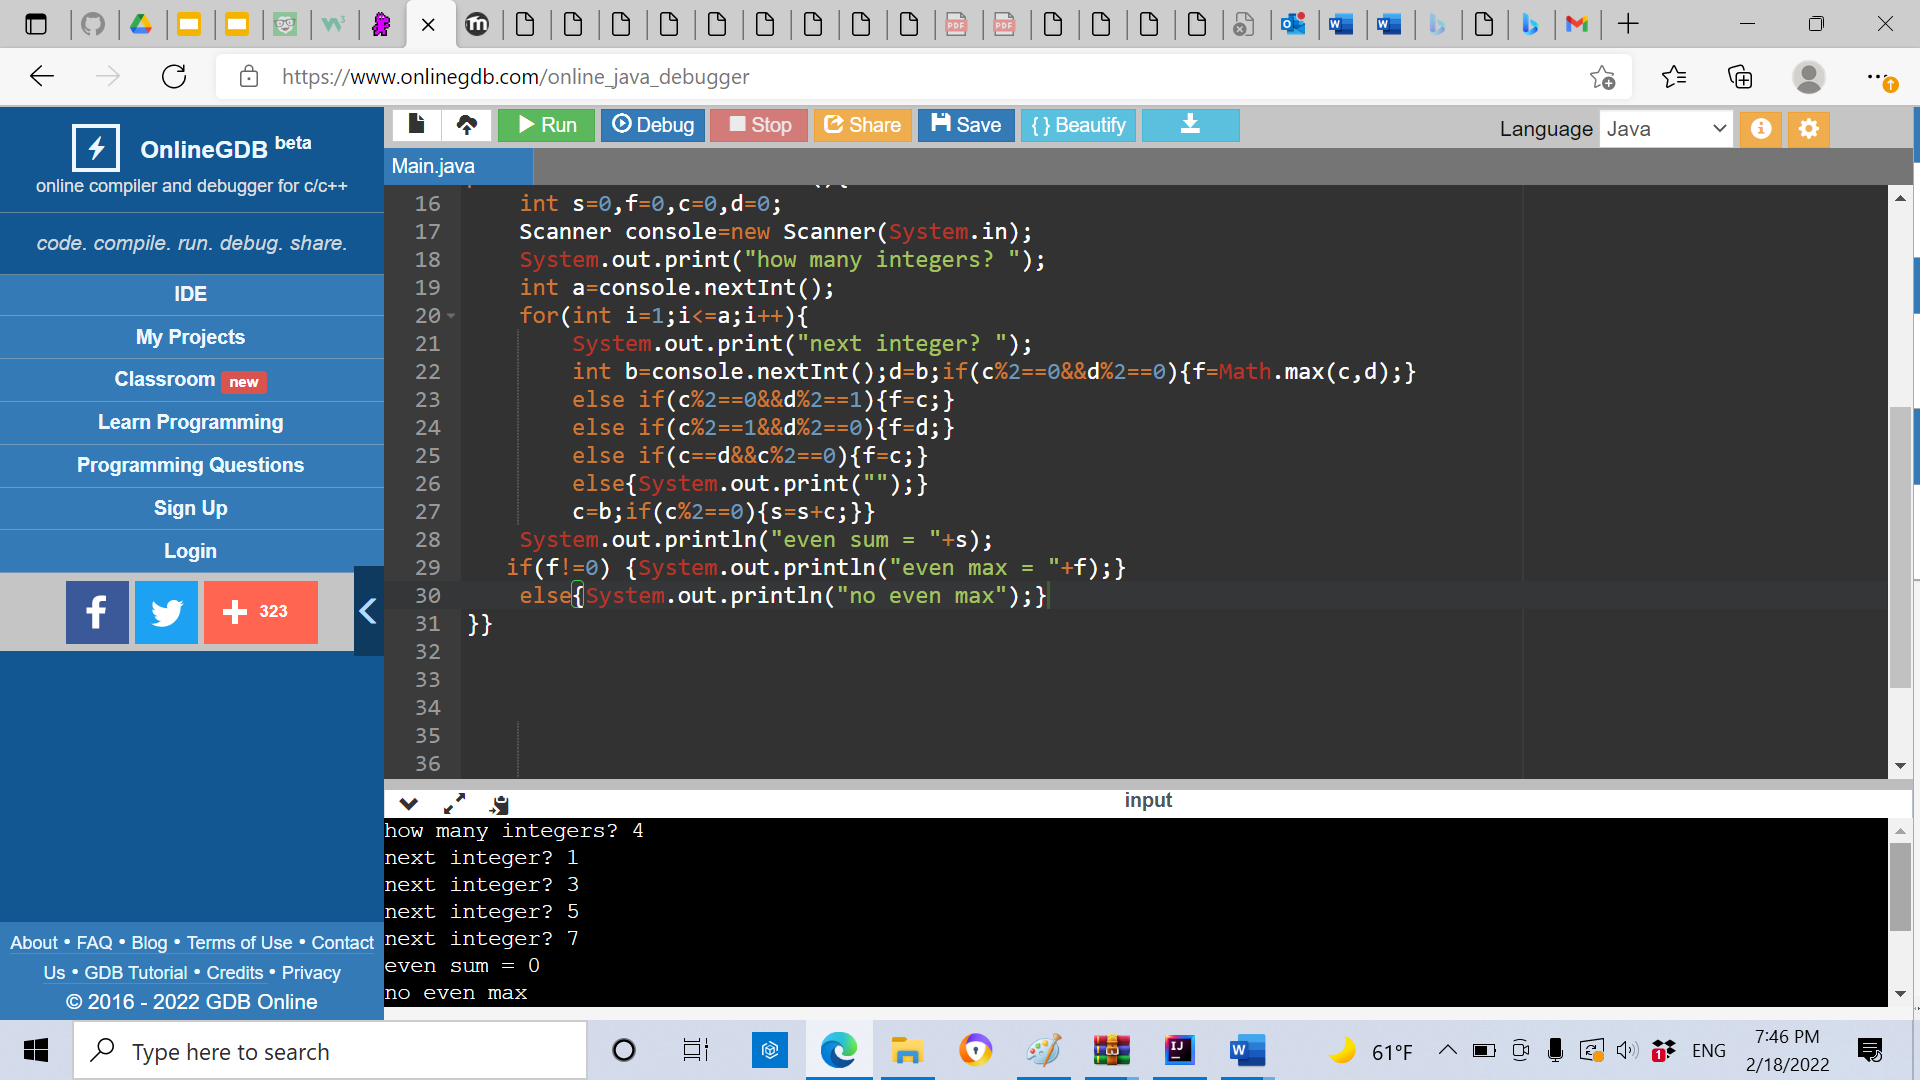 https://www.onlinegdb.com/online_java_debugger
OnlineGDB beta
online compiler and debugger for c/c++
code. compile. run. debug. share.
IDE
My Projects
Classroom new
Learn Programming
Programming Questions
Sign Up
Login
323
About • FAQ • Blog • Terms of Use • Contact
Us • GDB Tutorial • Credits • Privacy
© 2016 - 2022 GDB Online
Run Debug Stop Share Save { } Beautify
Language Java
Main.java
16 int s=0,f=0,c=0,d=0;
17 Scanner console=new Scanner(System.in);
18 System.out.print("how many integers? ");
19 int a=console.nextInt();
20 for(int i=1;i<=a;i++){
21 System.out.print("next integer? ");
22 int b=console.nextInt();d=b;if(c%2==0&&d%2==0){f=Math.max(c,d);}
23 else if(c%2==0&&d%2==1){f=c;}
24 else if(c%2==1&&d%2==0){f=d;}
25 else if(c==d&&c%2==0){f=c;}
26 else{System.out.print("");}
27 c=b;if(c%2==0){s=s+c;}}
28 System.out.println("even sum = "+s);
29 if(f!=0) {System.out.println("even max = "+f);}
30 else{System.out.println("no even max");}
31 }}
32
33
34
35
36
input
how many integers? 4
next integer? 1
next integer? 3
next integer? 5
next integer? 7
even sum = 0
no even max
Type here to search
61°F
ENG
7:46 PM
2/18/2022